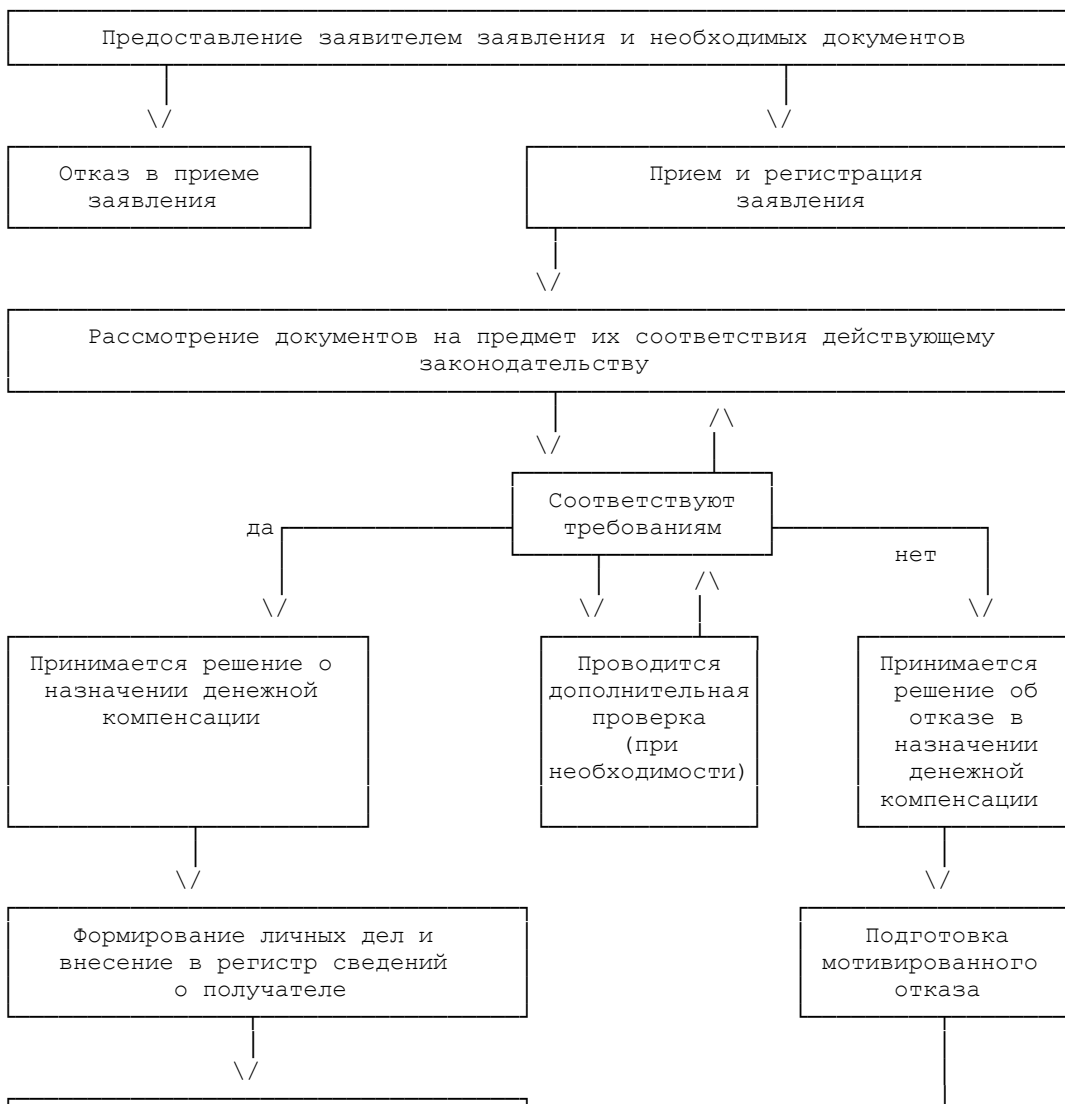 Предоставление заявителем заявления и необходимых документов
Отказ в приеме
заявления
Прием и регистрация
заявления
Рассмотрение документов на предмет их соответствия действующему
законодательству
Соответствуют
требованиям
да
нет
Принимается решение о
назначении денежной
компенсации
Проводится
дополнительная
проверка
(при
необходимости)
Принимается
решение об
отказе в
назначении
денежной
компенсации
Формирование личных дел и
внесение в регистр сведений
о получателе
Подготовка
мотивированного
отказа